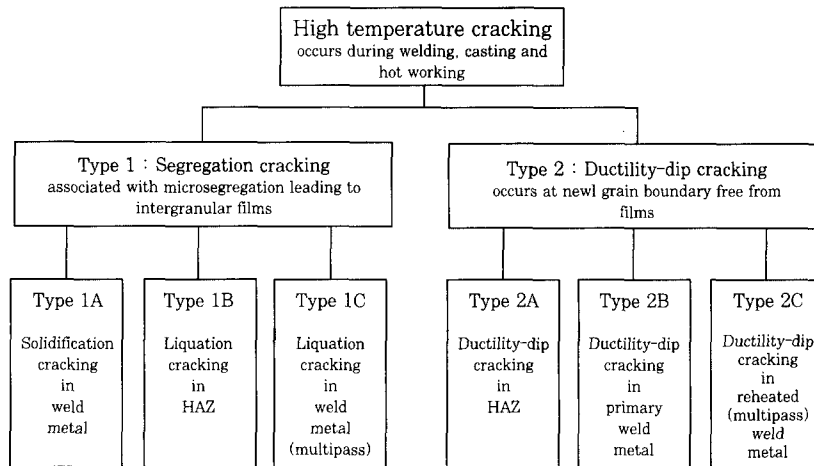 High temperature cracking
occurs during welding, casting and
hot working
Type 1 : Segregation cracking
associated with microsegregation leading to
intergranular films
Type 2 : Ductility-dip cracking
occurs at newl grain boundary free from
films
Type 1A
Solidification
cracking
in
weld
metal
Type 1B
Liquation
cracking
in
HAZ
Type 1C
Liquation
cracking
in
weld
metal
(multipass)
Type 2A
Ductility-dip
cracking
in
HAZ
Type 2B
Ductility-dip
cracking
in
primary
weld
metal
Type 2C
Ductility-dip
cracking
in
reheated
(multipass)
weld
metal